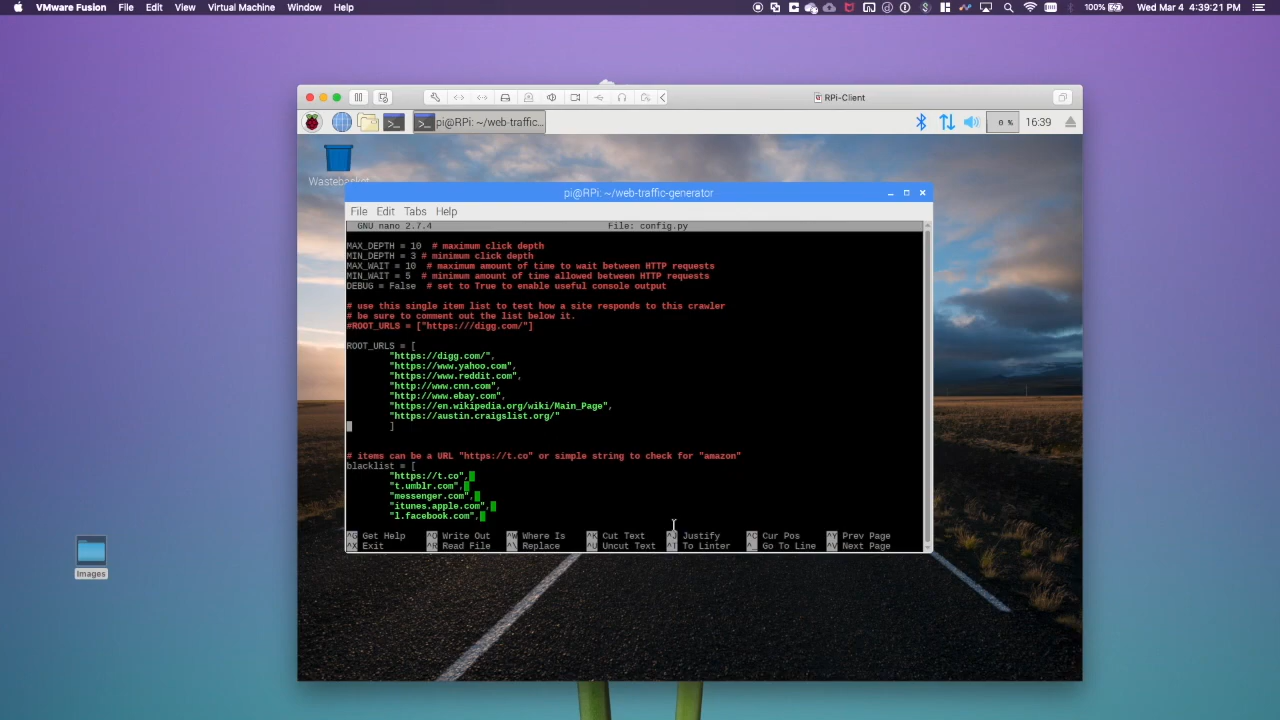 VMware Fusion File Edit View Virtual Machine Window Help 100% Wed Mar 4 4:39:21 PM
RPi-Client
pi@RPi: ~/web-traffic... 0 % 16:39
Wastebasket
pi@RPi: ~/web-traffic-generator
File Edit Tabs Help
GNU nano 2.7.4 File: config.py
MAX_DEPTH = 10 # maximum click depth
MIN_DEPTH = 3 # minimum click depth
MAX_WAIT = 10 # maximum amount of time to wait between HTTP requests
MIN_WAIT = 5 # minimum amount of time allowed between HTTP requests
DEBUG = False # set to True to enable useful console output
# use this single item list to test how a site responds to this crawler
# be sure to comment out the list below it.
#ROOT_URLS = ["https:///digg.com/"]
ROOT_URLS = [
"https://digg.com/",
"https://www.yahoo.com",
"https://www.reddit.com",
"http://www.cnn.com",
"http://www.ebay.com",
"https://en.wikipedia.org/wiki/Main_Page",
"https://austin.craigslist.org/"
]
# items can be a URL "https://t.co" or simple string to check for "amazon"
blacklist = [
"https://t.co",
"t.umblr.com",
"messenger.com",
"itunes.apple.com",
"l.facebook.com",
^G Get Help ^O Write Out ^W Where Is ^K Cut Text ^J Justify ^C Cur Pos ^Y Prev Page
^X Exit ^R Read File ^\ Replace ^U Uncut Text ^T To Linter ^_ Go To Line ^V Next Page
Images